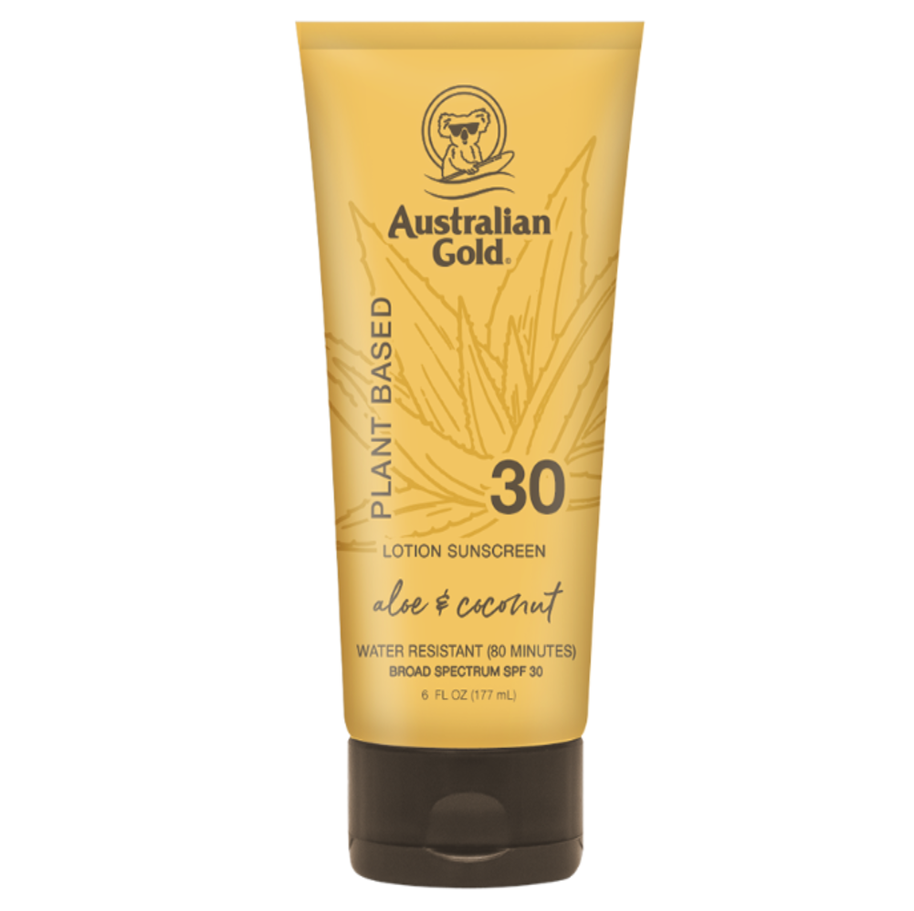 Australian
Gold®
PLANT BASED
30
LOTION SUNSCREEN
aloe & coconut
WATER RESISTANT (80 MINUTES)
BROAD SPECTRUM SPF 30
6 FL OZ (177 mL)